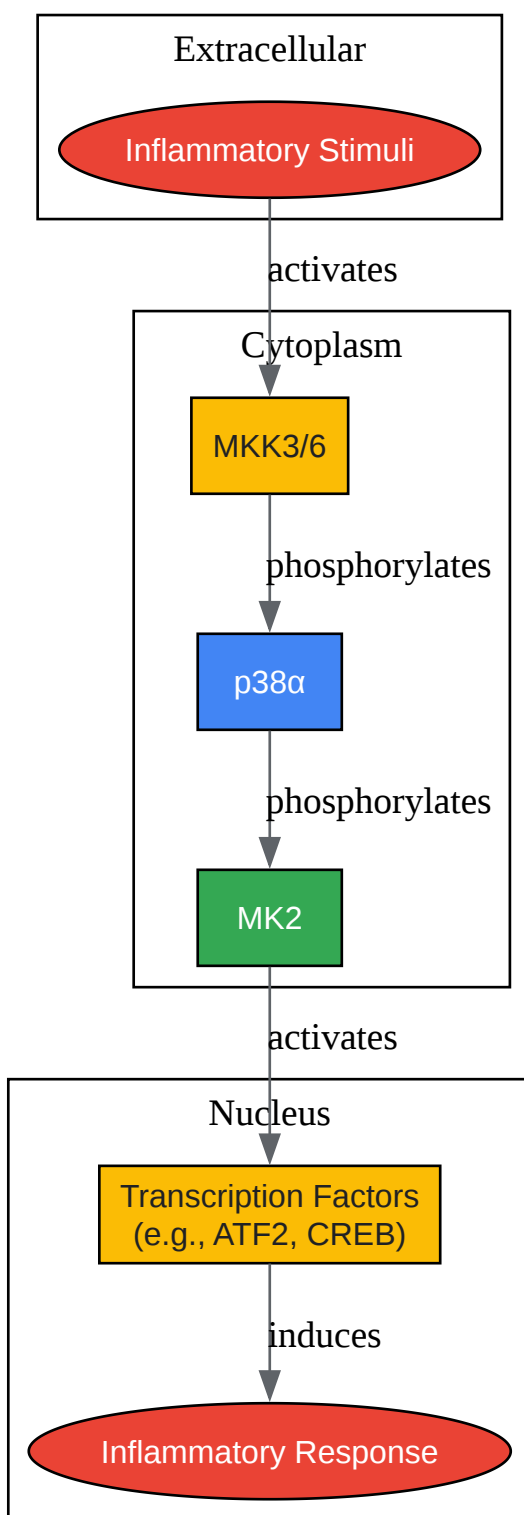 Extracellular
Inflammatory Stimuli
activates
Cytoplasm
MKK3/6
phosphorylates
p38α
phosphorylates
MK2
activates
Nucleus
Transcription Factors
(e.g., ATF2, CREB)
induces
Inflammatory Response